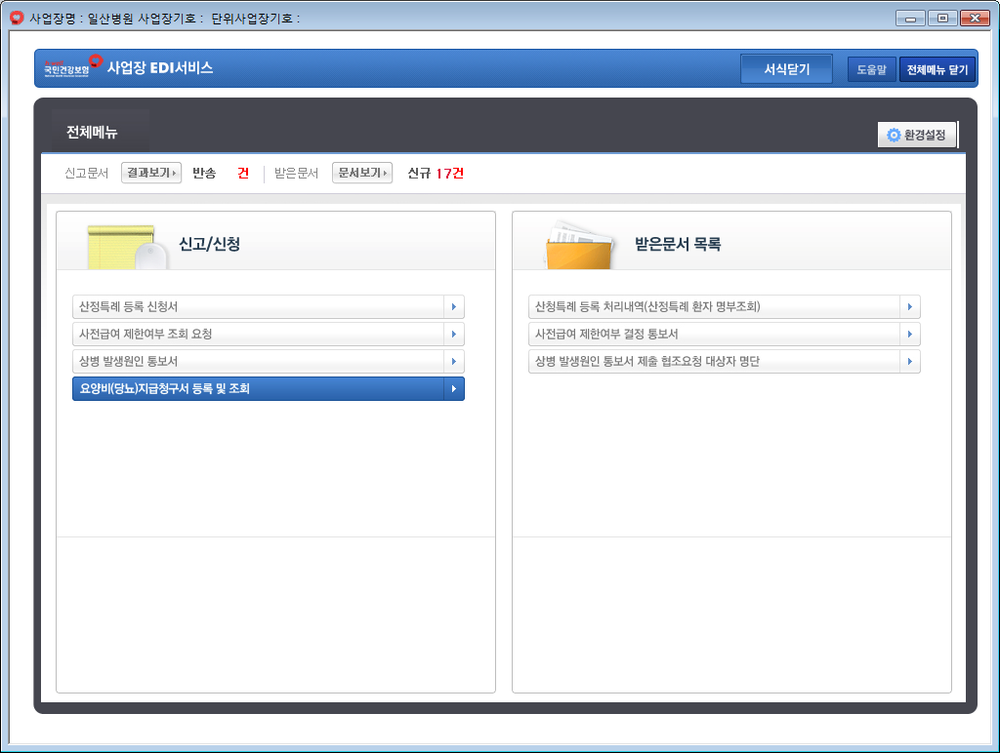 사업장명 : 일산병원 사업장기호 : 단위사업장기호 :
국민건강보험 사업장 EDI서비스 서식닫기 도움말 전체메뉴 닫기
전체메뉴 환경설정
신고문서 결과보기 반송 건 받은문서 문서보기 신규 17건
신고/신청
산정특례 등록 신청서
사전급여 제한여부 조회 요청
상병 발생원인 통보서
요양비(당뇨)지급청구서 등록 및 조회
받은문서 목록
산청특례 등록 처리내역(산정특례 환자 명부조회)
사전급여 제한여부 결정 통보서
상병 발생원인 통보서 제출 협조요청 대상자 명단